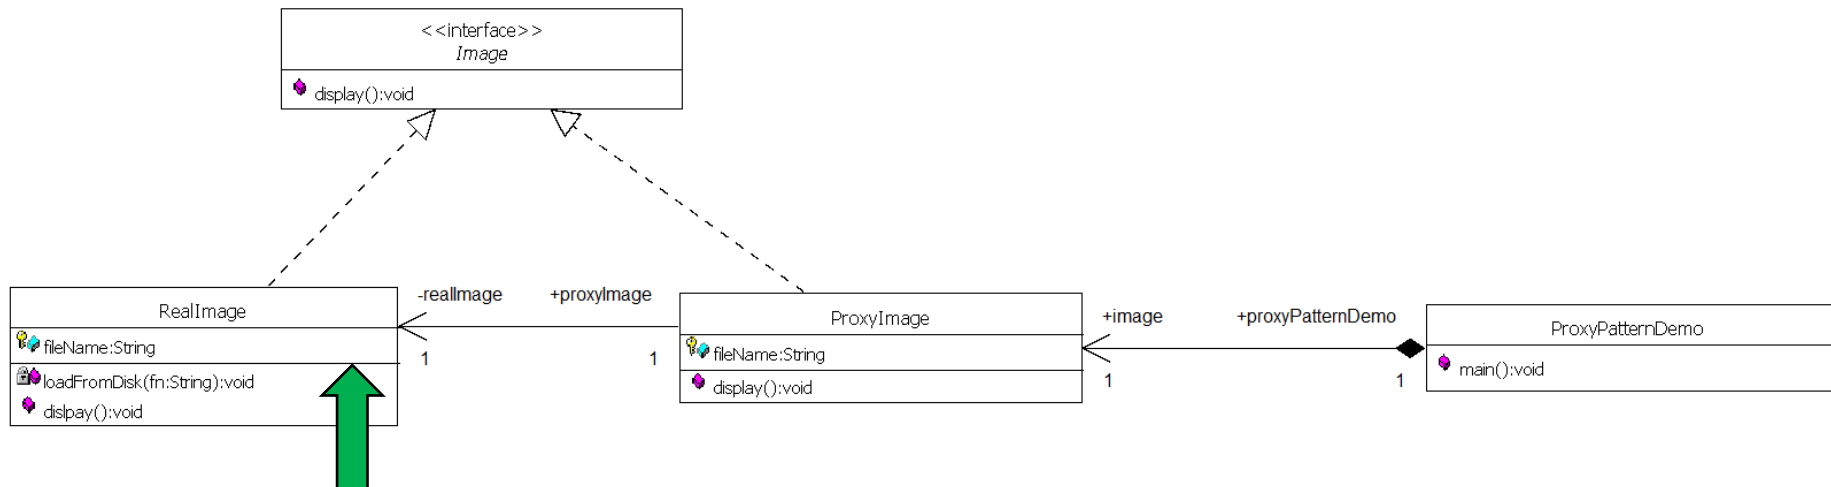 <<interface>>
Image
display():void
RealImage
fileName:String
loadFromDisk(fn:String):void
dislpay():void
-realImage
+proxyImage
1
1
ProxyImage
fileName:String
display():void
+image
+proxyPatternDemo
1
1
ProxyPatternDemo
main():void